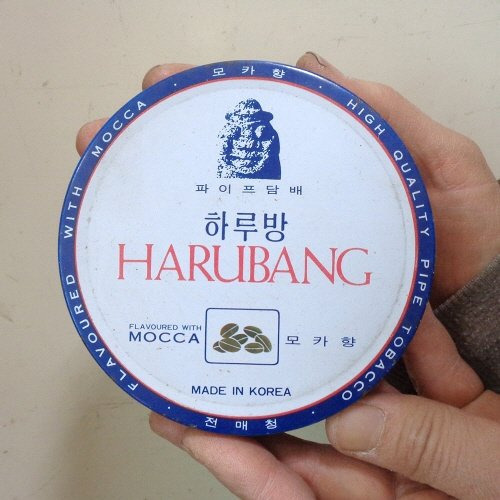 모카향
FLAVOURED WITH MOCCA · HIGH QUALITY PIPE TOBACCO
파이프담배
하루방
HARUBANG
FLAVOURED WITH
MOCCA
모카향
MADE IN KOREA
전매청